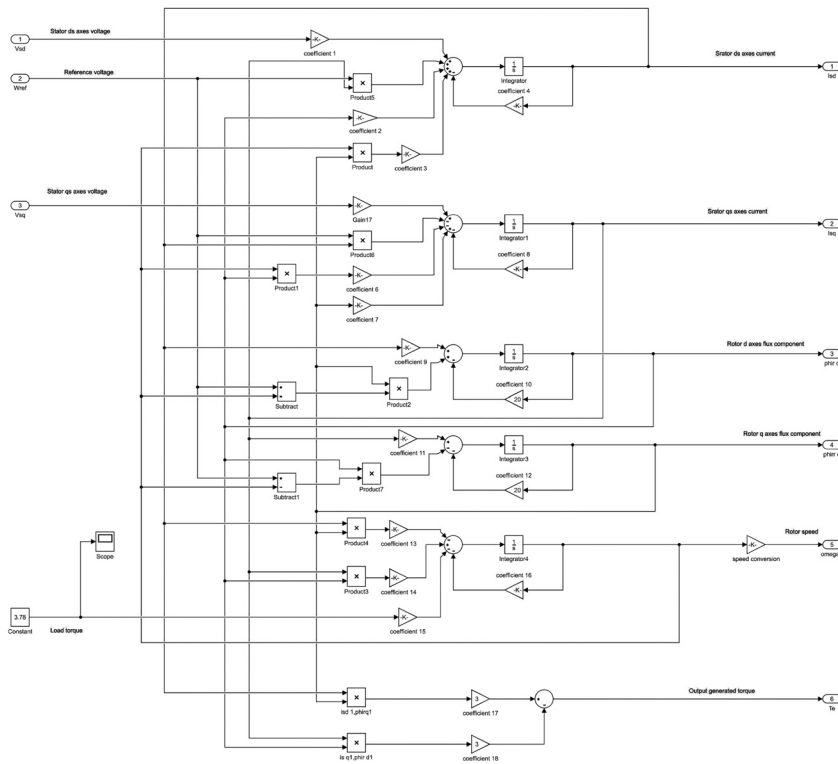 Stator ds axes voltage
1
Vsd
-K-
coefficient 1
1
s
Integrator
Srator ds axes current
1
Isd
Reference voltage
2
Wref
×
Product5
coefficient 4
-K-
-K-
coefficient 2
×
Product
-K-
coefficient 3
Stator qs axes voltage
3
Vsq
-K-
Gain17
1
s
Integrator1
Srator qs axes current
2
Isq
×
Product6
coefficient 8
-K-
×
Product1
-K-
coefficient 6
-K-
coefficient 7
-K-
coefficient 9
1
s
Integrator2
Rotor d axes flux component
3
phir d
Subtract
×
Product2
coefficient 10
20
-K-
coefficient 11
1
s
Integrator3
Rotor q axes flux component
4
Subtract1
×
Product7
coefficient 12
20
Scope
×
Product4
-K-
coefficient 13
1
s
Integrator4
-K-
speed conversion
Rotor speed
5
omega
×
Product3
-K-
coefficient 14
coefficient 16
-K-
3.78
Constant
Load torque
-K-
coefficient 15
×
isd 1,phirq1
3
coefficient 17
Output generated torque
6
Te
×
is q1,phir d1
3
coefficient 18